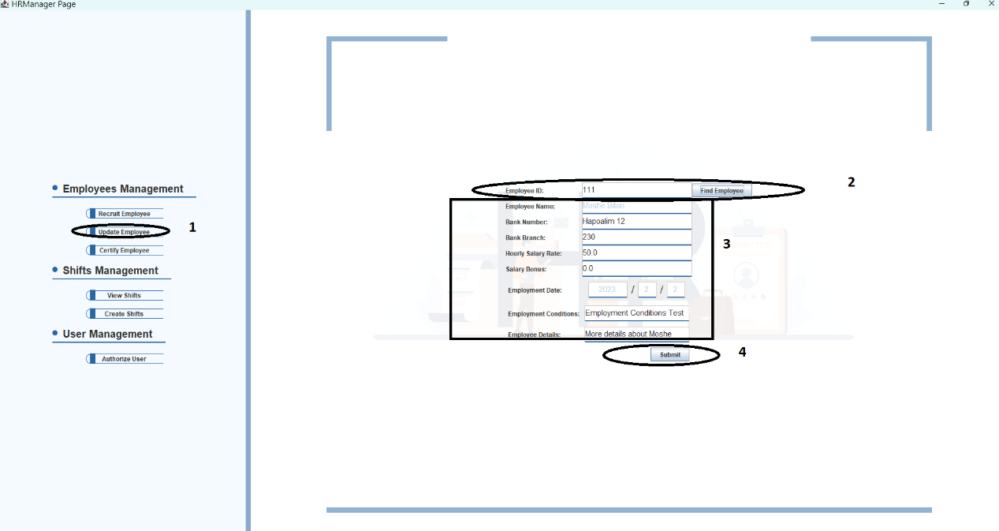 HRManager Page
Employees Management
Recruit Employee
Update Employee
1
Certify Employee
Shifts Management
View Shifts
Create Shifts
User Management
Authorize User
2
Employee ID: 111 Find Employee
Employee Name: Moshe Biton
Bank Number: Hapoalim 12
Bank Branch: 230
3
Hourly Salary Rate: 50.0
Salary Bonus: 0.0
Employment Date: 2023 / 2 / 2
Employment Conditions: Employment Conditions Test
Employee Details: More details about Moshe
Submit
4